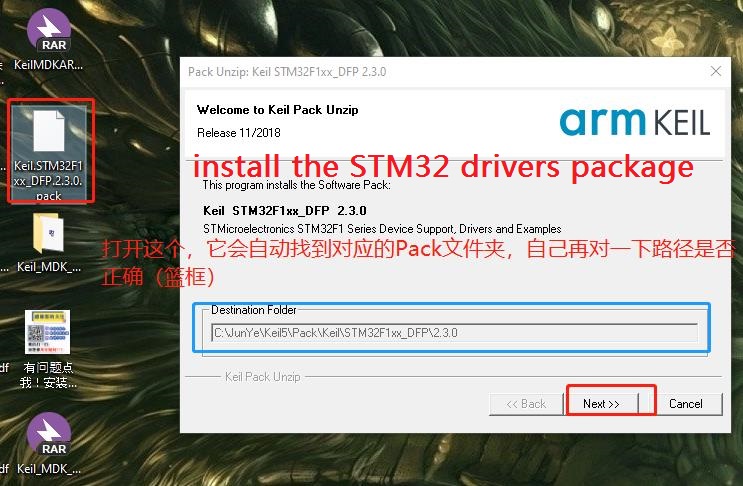 RAR
KeilMDKAR...
Keil.STM32F1
xx_DFP.2.3.0.
pack
Keil_MDK_...
有问题点
我！安装...
RAR
Keil_MDK_...
df
df
Pack Unzip: Keil STM32F1xx_DFP 2.3.0
Welcome to Keil Pack Unzip
Release 11/2018
arm KEIL
install the STM32 drivers package
This program installs the Software Pack:
Keil STM32F1xx_DFP 2.3.0
STMicroelectronics STM32F1 Series Device Support, Drivers and Examples
打开这个，它会自动找到对应的Pack文件夹，自己再对一下路径是否
正确（篮框）
Destination Folder
C:\JunYe\Keil5\Pack\Keil\STM32F1xx_DFP\2.3.0
Keil Pack Unzip
<< Back
Next >>
Cancel